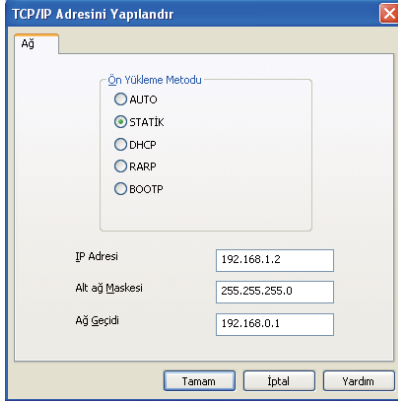 TCP/IP Adresini Yapılandır
Ağ
Ön Yükleme Metodu
AUTO
STATİK
DHCP
RARP
BOOTP
IP Adresi 192.168.1.2
Alt ağ Maskesi 255.255.255.0
Ağ Geçidi 192.168.0.1
Tamam İptal Yardım